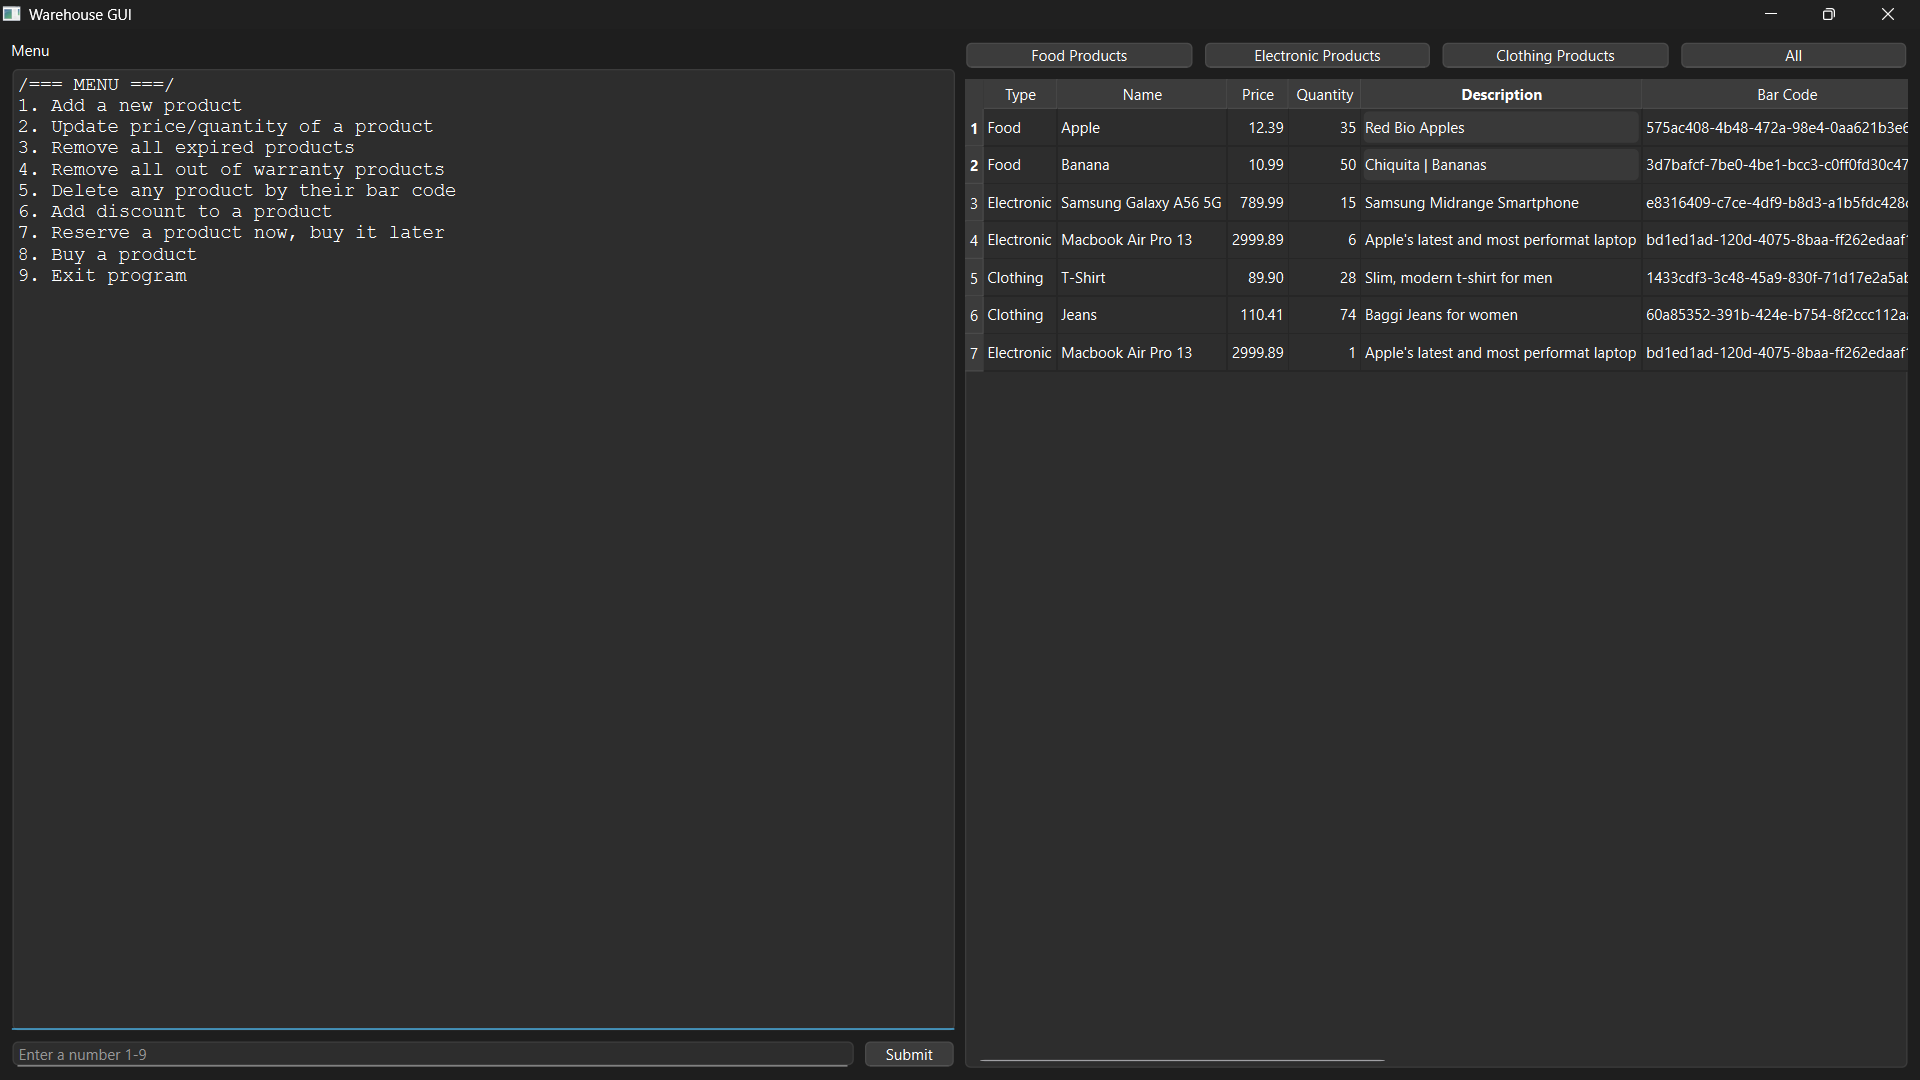 Warehouse GUI
Menu
/=== MENU ===/
1. Add a new product
2. Update price/quantity of a product
3. Remove all expired products
4. Remove all out of warranty products
5. Delete any product by their bar code
6. Add discount to a product
7. Reserve a product now, buy it later
8. Buy a product
9. Exit program
Enter a number 1-9
Submit
Food Products Electronic Products Clothing Products All
Type Name Price Quantity Description Bar Code
1 Food Apple 12.39 35 Red Bio Apples 575ac408-4b48-472a-98e4-0aa621b3e6
2 Food Banana 10.99 50 Chiquita | Bananas 3d7bafcf-7be0-4be1-bcc3-c0ff0fd30c47
3 Electronic Samsung Galaxy A56 5G 789.99 15 Samsung Midrange Smartphone e8316409-c7ce-4df9-b8d3-a1b5fdc428
4 Electronic Macbook Air Pro 13 2999.89 6 Apple's latest and most performat laptop bd1ed1ad-120d-4075-8baa-ff262edaaf
5 Clothing T-Shirt 89.90 28 Slim, modern t-shirt for men 1433cdf3-3c48-45a9-830f-71d17e2a5a
6 Clothing Jeans 110.41 74 Baggi Jeans for women 60a85352-391b-424e-b754-8f2ccc112a
7 Electronic Macbook Air Pro 13 2999.89 1 Apple's latest and most performat laptop bd1ed1ad-120d-4075-8baa-ff262edaaf